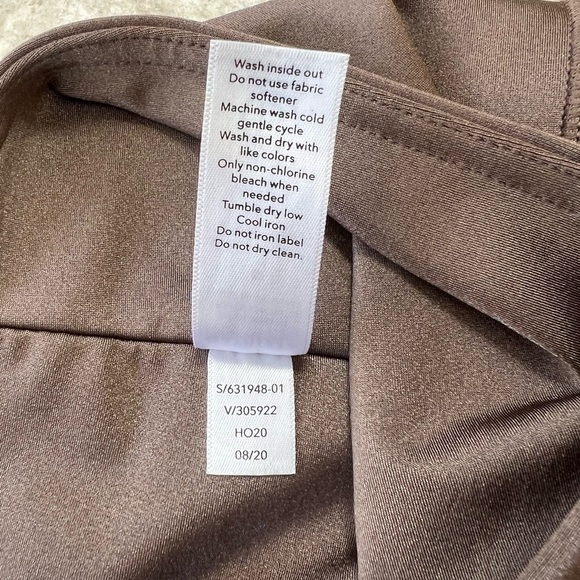 Wash inside out
Do not use fabric
softener
Machine wash cold
gentle cycle
Wash and dry with
like colors
Only non-chlorine
bleach when
needed
Tumble dry low
Cool iron
Do not iron label
Do not dry clean.
S/631948-01
V/305922
HO20
08/20